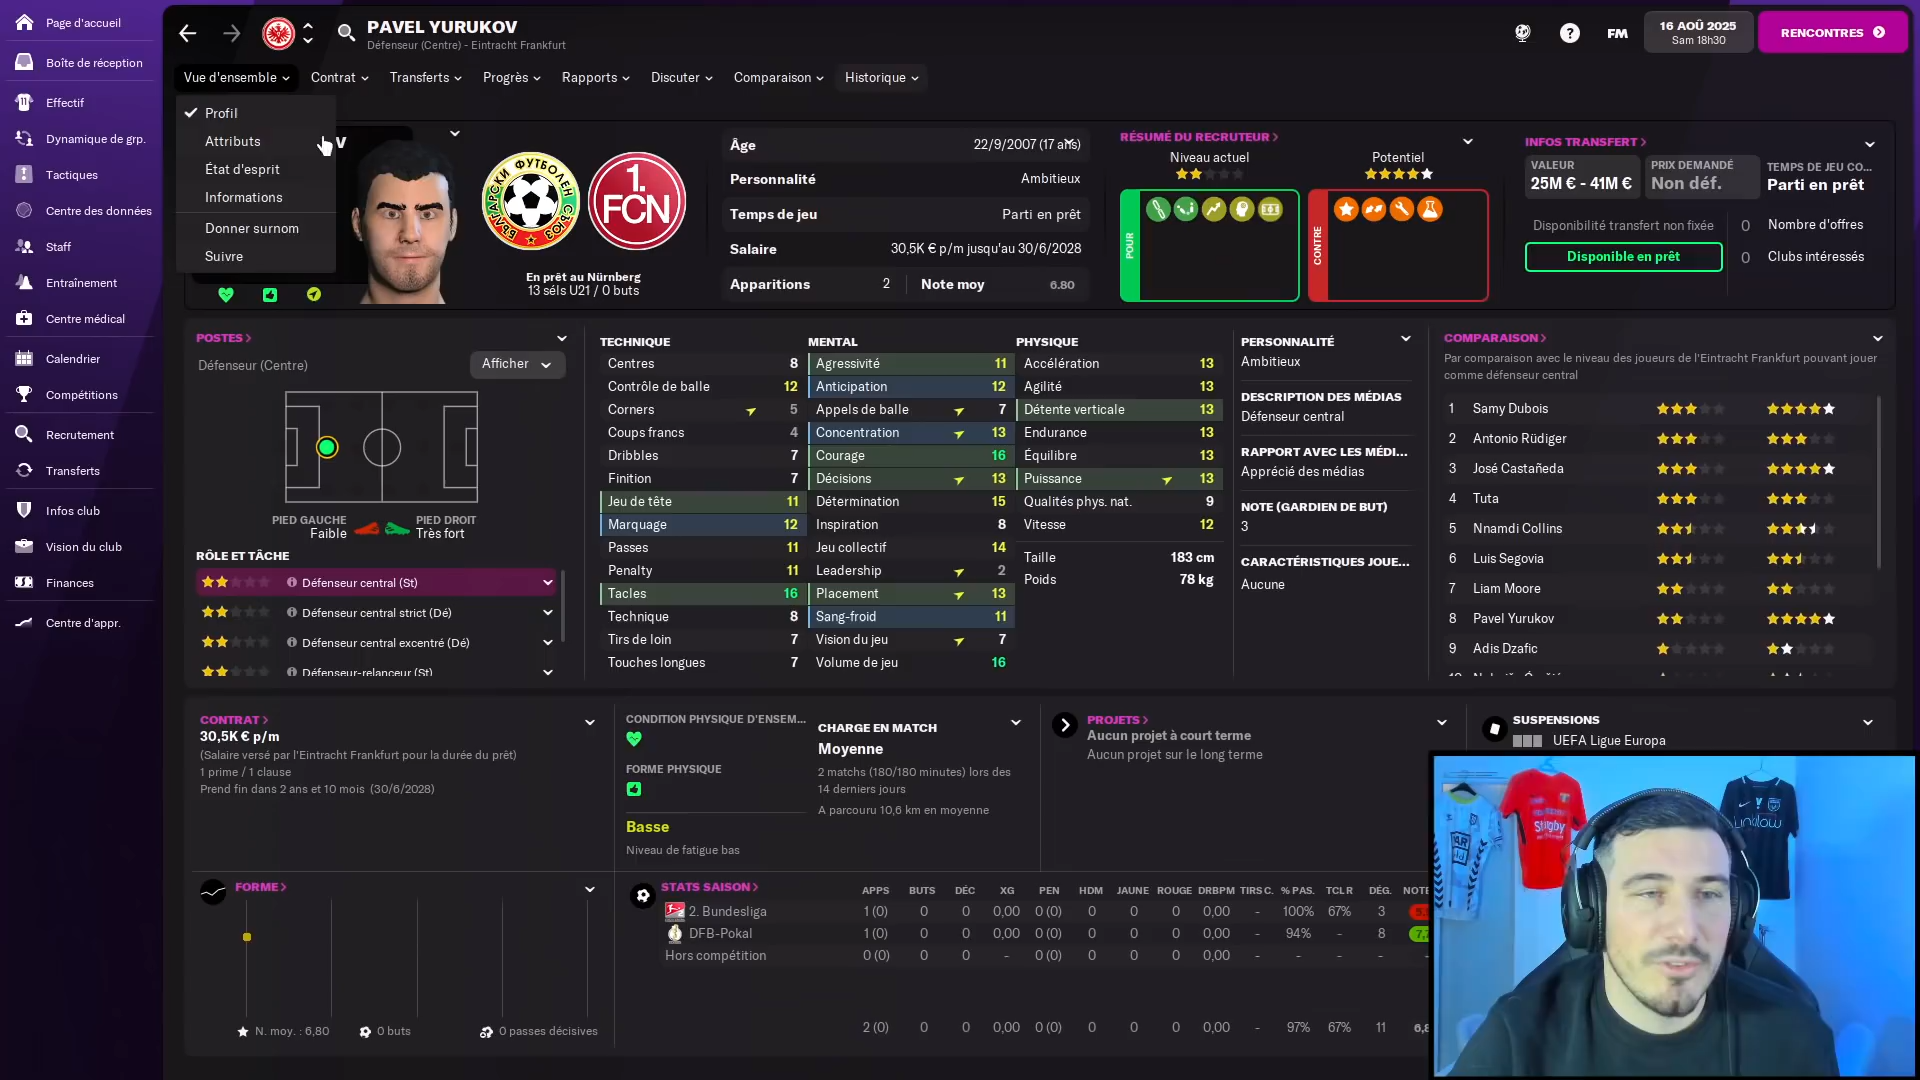 Page d'accueil
Boîte de réception
Effectif
Dynamique de grp.
Tactiques
Centre des données
Staff
Entraînement
Centre médical
Calendrier
Compétitions
Recrutement
Transferts
Infos club
Vision du club
Finances
Centre d'appr.
PAVEL YURUKOV
Défenseur (Centre) - Eintracht Frankfurt
FM
16 AOÛ 2025
Sam 18h30
RENCONTRES
Vue d'ensemble
Contrat
Transferts
Progrès
Rapports
Discuter
Comparaison
Historique
Profil
Attributs
État d'esprit
Informations
Donner surnom
Suivre
V
БЪЛГАРСКИ ФУТБОЛЕН СЪЮЗ
1.
FCN
En prêt au Nürnberg
13 séls U21 / 0 buts
Âge 22/9/2007 (17 ans)
Personnalité Ambitieux
Temps de jeu Parti en prêt
Salaire 30,5K € p/m jusqu'au 30/6/2028
Apparitions 2 Note moy 6.80
RÉSUMÉ DU RECRUTEUR
Niveau actuel Potentiel
POUR
CONTRE
INFOS TRANSFERT
VALEUR
25M € - 41M €
PRIX DEMANDÉ
Non déf.
TEMPS DE JEU CO...
Parti en prêt
Disponibilité transfert non fixée
Disponible en prêt
0 Nombre d'offres
0 Clubs intéressés
POSTES
Défenseur (Centre)
Afficher
PIED GAUCHE
Faible
PIED DROIT
Très fort
RÔLE ET TÂCHE
Défenseur central (St)
Défenseur central strict (Dé)
Défenseur central excentré (Dé)
Défenseur-relanceur (St)
TECHNIQUE
Centres 8
Contrôle de balle 12
Corners 5
Coups francs 4
Dribbles 7
Finition 7
Jeu de tête 11
Marquage 12
Passes 11
Penalty 11
Tacles 16
Technique 8
Tirs de loin 7
Touches longues 7
MENTAL
Agressivité 11
Anticipation 12
Appels de balle 7
Concentration 13
Courage 16
Décisions 13
Détermination 15
Inspiration 8
Jeu collectif 14
Leadership 2
Placement 13
Sang-froid 11
Vision du jeu 7
Volume de jeu 16
PHYSIQUE
Accélération 13
Agilité 13
Détente verticale 13
Endurance 13
Équilibre 13
Puissance 13
Qualités phys. nat. 9
Vitesse 12
Taille 183 cm
Poids 78 kg
PERSONNALITÉ
Ambitieux
DESCRIPTION DES MÉDIAS
Défenseur central
RAPPORT AVEC LES MÉDI...
Apprécié des médias
NOTE (GARDIEN DE BUT)
3
CARACTÉRISTIQUES JOUE...
Aucune
COMPARAISON
Par comparaison avec le niveau des joueurs de l'Eintracht Frankfurt pouvant jouer
comme défenseur central
1 Samy Dubois
2 Antonio Rüdiger
3 José Castañeda
4 Tuta
5 Nnamdi Collins
6 Luis Segovia
7 Liam Moore
8 Pavel Yurukov
9 Adis Dzafic
CONTRAT
30,5K € p/m
(Salaire versé par l'Eintracht Frankfurt pour la durée du prêt)
1 prime / 1 clause
Prend fin dans 2 ans et 10 mois (30/6/2028)
CONDITION PHYSIQUE D'ENSEM...
FORME PHYSIQUE
Basse
Niveau de fatigue bas
CHARGE EN MATCH
Moyenne
2 matchs (180/180 minutes) lors des
14 derniers jours
A parcouru 10,6 km en moyenne
PROJETS
Aucun projet à court terme
Aucun projet sur le long terme
SUSPENSIONS
UEFA Ligue Europa
FORME
N. moy. : 6,80 0 buts 0 passes décisives
STATS SAISON APPS BUTS DÉC XG PEN HDM JAUNE ROUGE DRBPM TIRS C. % PAS. TCL R DÉG. NOTE
2. Bundesliga 1 (0) 0 0 0,00 0 (0) 0 0 0 0,00 - 100% 67% 3
DFB-Pokal 1 (0) 0 0 0,00 0 (0) 0 0 0 0,00 - 94% - 8
Hors compétition 0 (0) 0 0 - 0 (0) 0 0 0 0,00 - - - - -
2 (0) 0 0 0,00 0 (0) 0 0 0 0,00 - 97% 67% 11